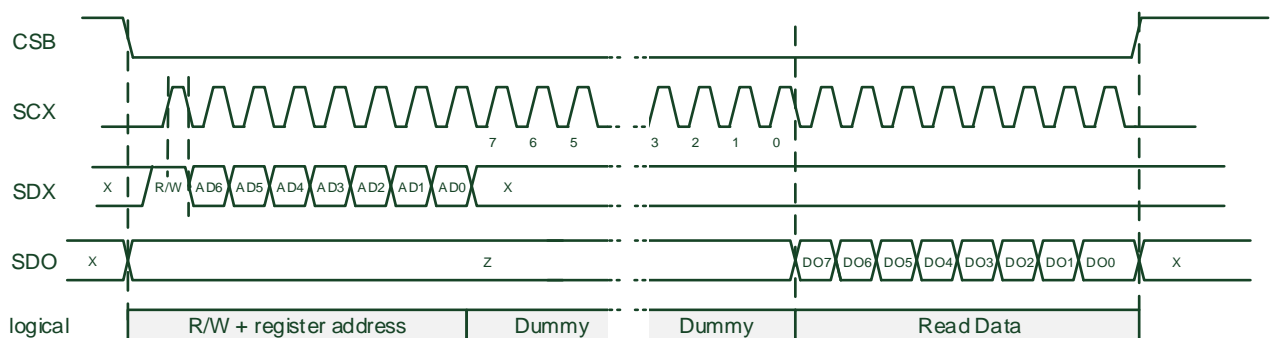 CSB
SCX
7 6 5 3 2 1 0
SDX X R/W AD6 AD5 AD4 AD3 AD2 AD1 AD0 X
SDO X Z DO7 DO6 DO5 DO4 DO3 DO2 DO1 DO0 X
logical R/W + register address Dummy Dummy Read Data